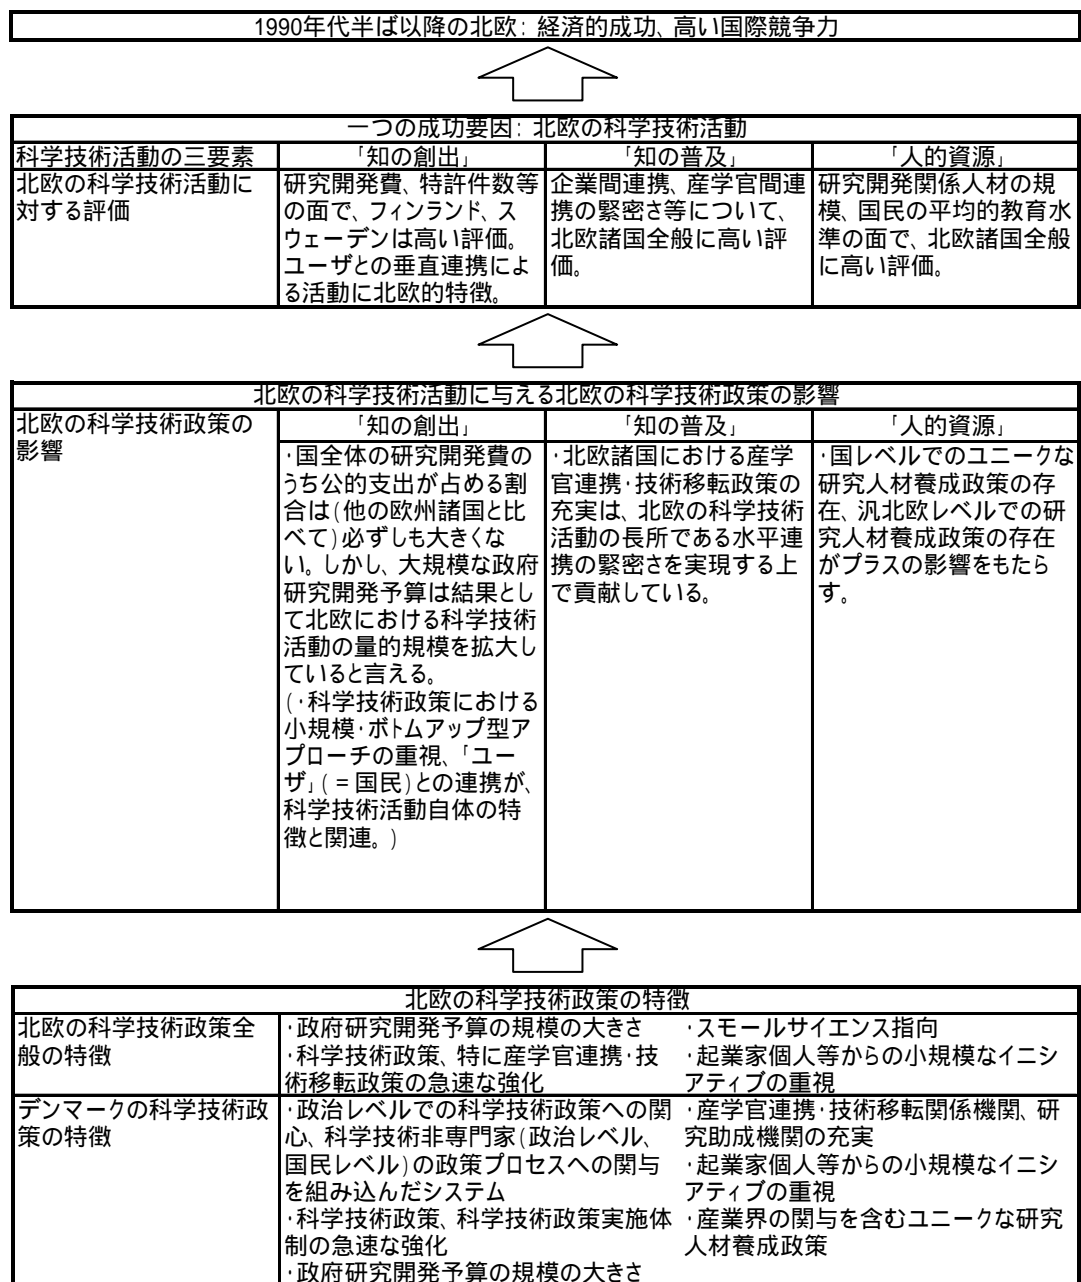 1990年代半ば以降の北欧：経済的成功、高い国際競争力
一つの成功要因：北欧の科学技術活動
科学技術活動の三要素
「知の創出」
「知の普及」
「人的資源」
北欧の科学技術活動に
対する評価
研究開発費、特許件数等
の面で、フィンランド、ス
ウェーデンは高い評価。
ユーザとの垂直連携によ
る活動に北欧的特徴。
企業間連携、産学官間連
携の緊密さ等について、
北欧諸国全般に高い評
価。
研究開発関係人材の規
模、国民の平均的教育水
準の面で、北欧諸国全般
に高い評価。
北欧の科学技術活動に与える北欧の科学技術政策の影響
北欧の科学技術政策の
影響
「知の創出」
「知の普及」
「人的資源」
・国全体の研究開発費の
うち公的支出が占める割
合は（他の欧州諸国と比
べて）必ずしも大きくな
い。しかし、大規模な政府
研究開発予算は結果とし
て北欧における科学技術
活動の量的規模を拡大し
ていると言える。
（・科学技術政策における
小規模・ボトムアップ型ア
プローチの重視、「ユー
ザ」（＝国民）との連携が、
科学技術活動自体の特
徴と関連。）
・北欧諸国における産学
官連携・技術移転政策の
充実は、北欧の科学技術
活動の長所である水平連
携の緊密さを実現する上
で貢献している。
・国レベルでのユニークな
研究人材養成政策の存
在、汎北欧レベルでの研
究人材養成政策の存在
がプラスの影響をもたら
す。
北欧の科学技術政策の特徴
北欧の科学技術政策全
般の特徴
・政府研究開発予算の規模の大きさ
・科学技術政策、特に産学官連携・技
術移転政策の急速な強化
・スモールサイエンス指向
・起業家個人等からの小規模なイニシ
アティブの重視
デンマークの科学技術政
策の特徴
・政治レベルでの科学技術政策への関
心、科学技術非専門家（政治レベル、
国民レベル）の政策プロセスへの関与
を組み込んだシステム
・科学技術政策、科学技術政策実施体
制の急速な強化
・政府研究開発予算の規模の大きさ
・産学官連携・技術移転関係機関、研
究助成機関の充実
・起業家個人等からの小規模なイニシ
アティブの重視
・産業界の関与を含むユニークな研究
人材養成政策